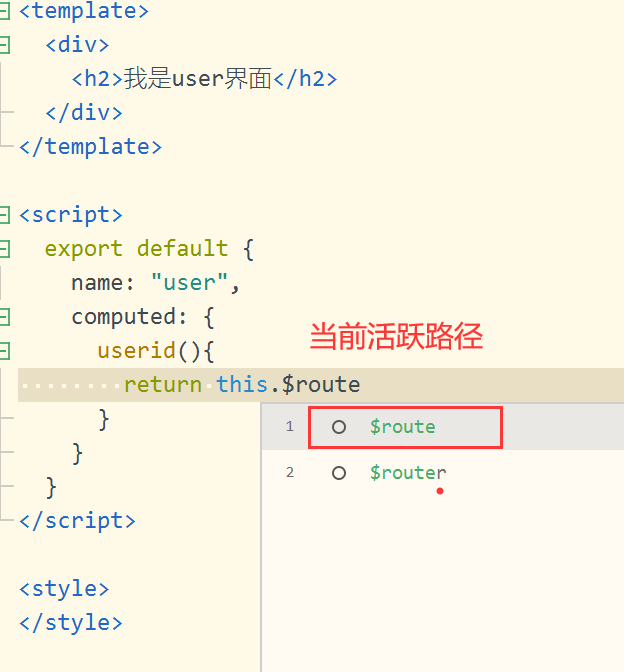 <template>
<div>
<h2>我是user界面</h2>
</div>
</template>
<script>
export default {
name: "user",
computed: {
当前活跃路径
userid(){
return this.$route
1 $route
2 $router
}
}
}
</script>
<style>
</style>